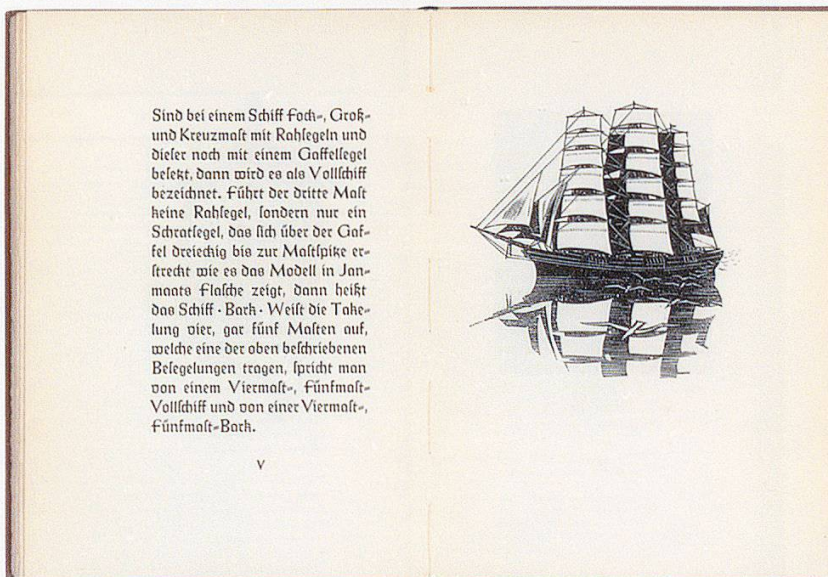 Sind bei einem Schiff Fock-, Groß-
und Kreuzmaſt mit Rahſegeln und
dieſer noch mit einem Gaffelſegel
beſetzt, dann wird es als Vollſchiff
bezeichnet. Führt der dritte Maſt
keine Rahſegel, ſondern nur ein
Schratſegel, das ſich über der Gaf-
fel dreieckig bis zur Maſtſpitze er-
ſtreckt wie es das Modell in Jan-
maats Flaſche zeigt, dann heißt
das Schiff · Bark · Weiſt die Take-
lung vier, gar fünf Maſten auf,
welche eine der oben beſchriebenen
Beſegelungen tragen, ſpricht man
von einem Viermaſt-, Fünfmaſt-
Vollſchiff und von einer Viermaſt-,
Fünfmaſt-Bark.
V